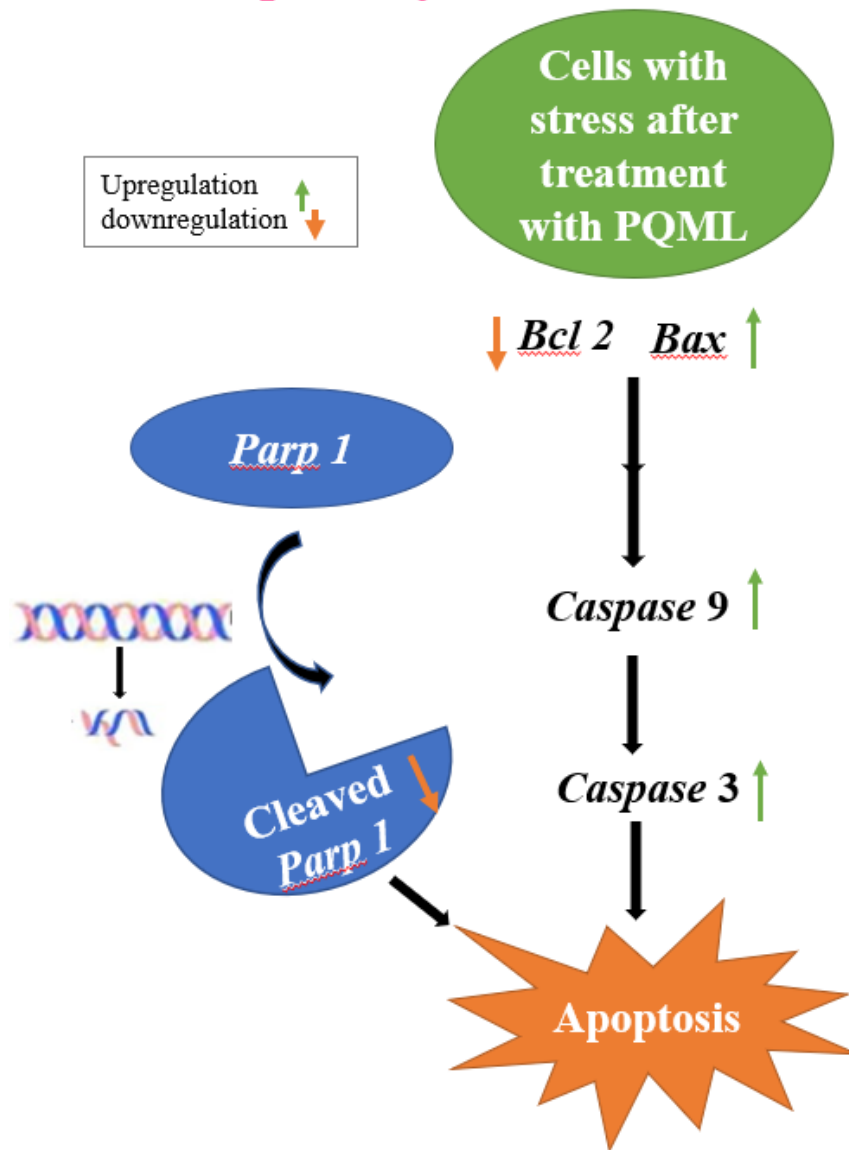 Cells with
stress after
treatment
with PQML
Upregulation
downregulation
Bcl 2 Bax
Parp 1
Caspase 9
Caspase 3
Cleaved
Parp 1
Apoptosis